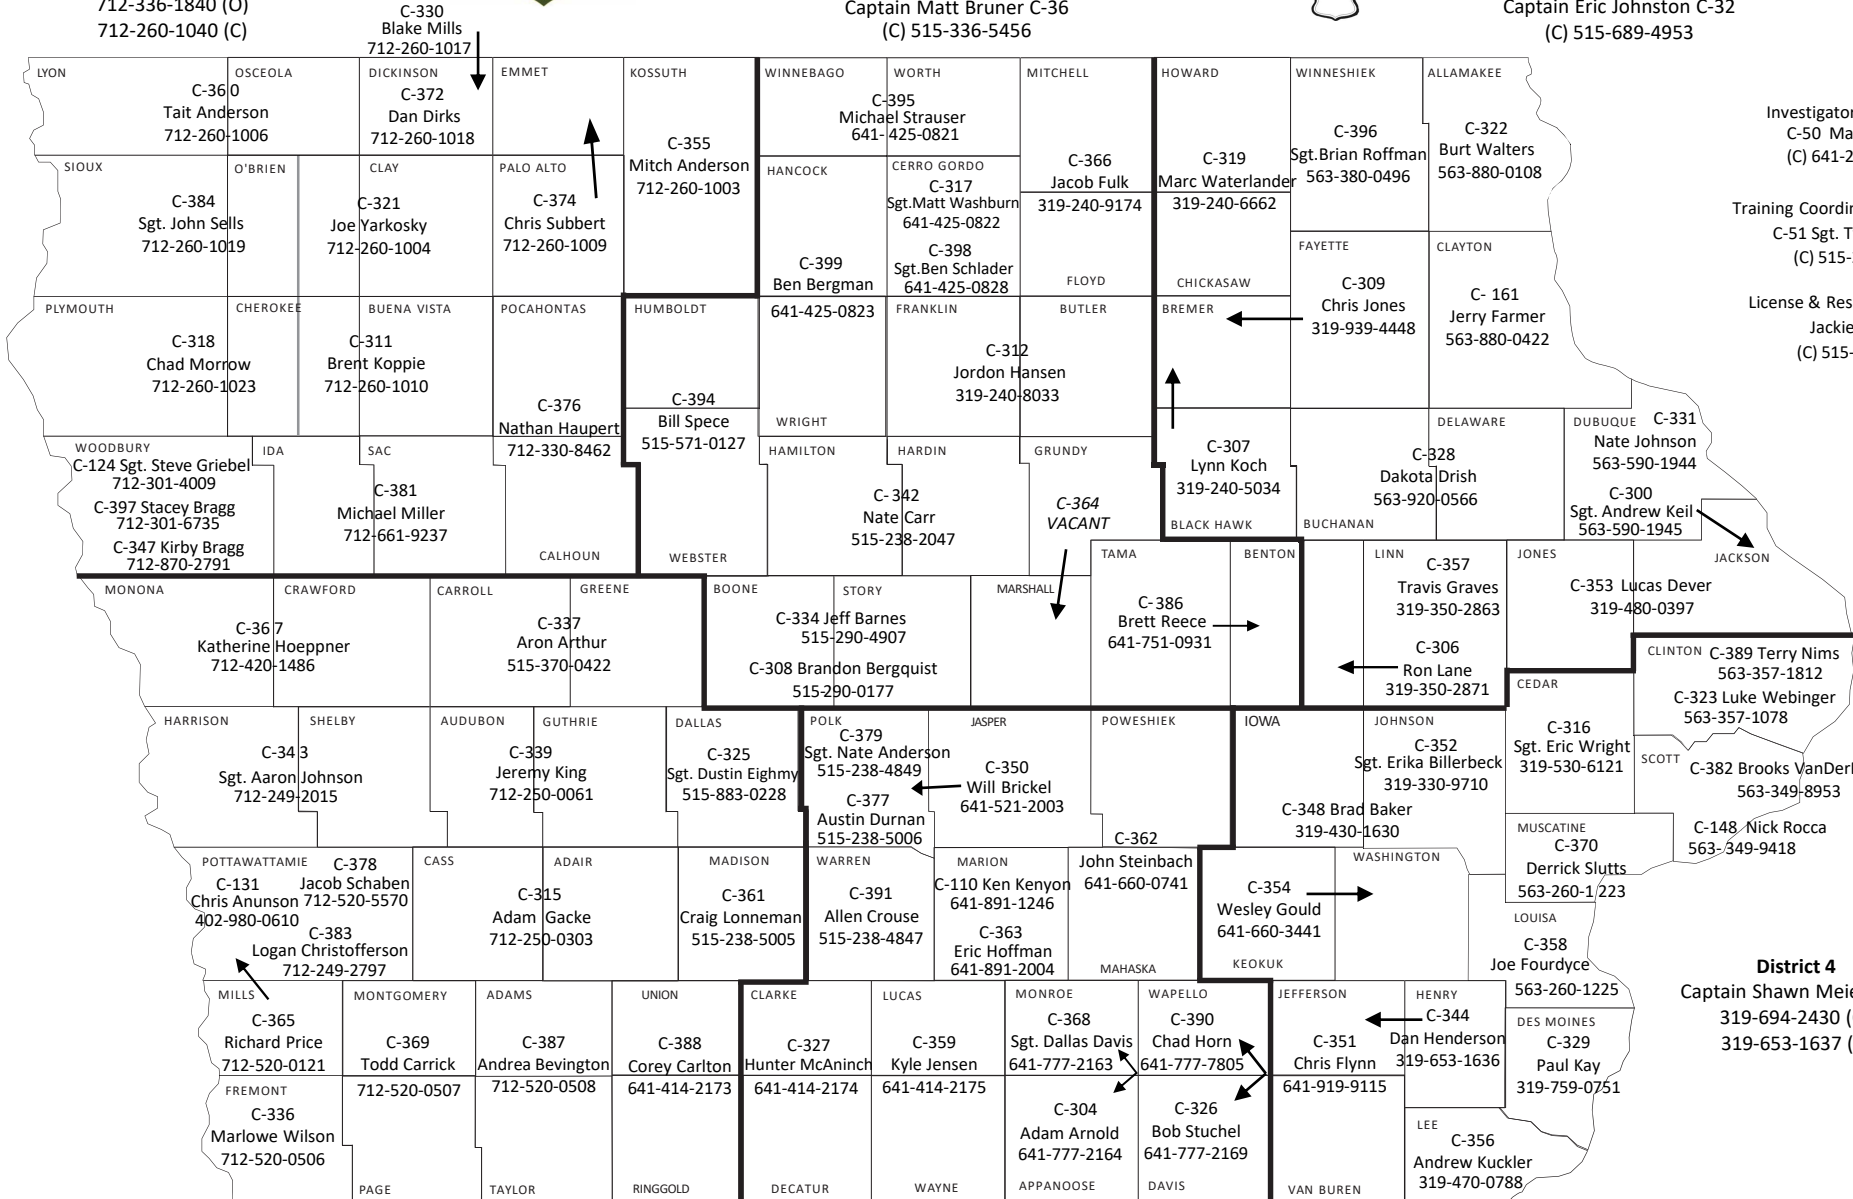 712-336-1840 (O)
712-260-1040 (C)
C-330
Blake Mills
712-260-1017
Captain Matt Bruner C-36
(C) 515-336-5456
Captain Eric Johnston C-32
(C) 515-689-4953
LYON
OSCEOLA
C-360
Tait Anderson
712-260-1006
DICKINSON
C-372
Dan Dirks
712-260-1018
EMMET
KOSSUTH
C-355
Mitch Anderson
712-260-1003
WINNEBAGO
WORTH
C-395
Michael Strauser
641-425-0821
MITCHELL
C-366
Jacob Fulk
319-240-9174
FLOYD
HOWARD
C-319
Marc Waterlander
319-240-6662
CHICKASAW
WINNESHIEK
C-396
Sgt.Brian Roffman
563-380-0496
ALLAMAKEE
C-322
Burt Walters
563-880-0108
Investigator
C-50 Ma
(C) 641-2
Training Coordin
C-51 Sgt. T
(C) 515-
License & Res
Jackie
(C) 515-
SIOUX
C-384
Sgt. John Sells
712-260-1019
O'BRIEN
CLAY
C-321
Joe Yarkosky
712-260-1004
PALO ALTO
C-374
Chris Subbert
712-260-1009
HANCOCK
C-399
Ben Bergman
641-425-0823
WRIGHT
CERRO GORDO
C-317
Sgt.Matt Washburn
641-425-0822
C-398
Sgt.Ben Schlader
641-425-0828
FAYETTE
C-309
Chris Jones
319-939-4448
CLAYTON
C- 161
Jerry Farmer
563-880-0422
PLYMOUTH
C-318
Chad Morrow
712-260-1023
CHEROKEE
BUENA VISTA
C-311
Brent Koppie
712-260-1010
POCAHONTAS
C-376
Nathan Haupert
712-330-8462
CALHOUN
HUMBOLDT
C-394
Bill Spece
515-571-0127
WEBSTER
FRANKLIN
BUTLER
C-312
Jordon Hansen
319-240-8033
BREMER
C-307
Lynn Koch
319-240-5034
BLACK HAWK
DELAWARE
C-328
Dakota Drish
563-920-0566
BUCHANAN
DUBUQUE
C-331
Nate Johnson
563-590-1944
C-300
Sgt. Andrew Keil
563-590-1945
JACKSON
WOODBURY
C-124 Sgt. Steve Griebel
712-301-4009
C-397 Stacey Bragg
712-301-6735
C-347 Kirby Bragg
712-870-2791
IDA
SAC
C-381
Michael Miller
712-661-9237
HAMILTON
HARDIN
C-342
Nate Carr
515-238-2047
GRUNDY
C-364
VACANT
MARSHALL
TAMA
BENTON
C-386
Brett Reece
641-751-0931
LINN
C-357
Travis Graves
319-350-2863
C-306
Ron Lane
319-350-2871
JONES
C-353 Lucas Dever
319-480-0397
MONONA
CRAWFORD
C-367
Katherine Hoeppner
712-420-1486
CARROLL
GREENE
C-337
Aron Arthur
515-370-0422
BOONE
STORY
C-334 Jeff Barnes
515-290-4907
C-308 Brandon Bergquist
515-290-0177
CLINTON
C-389 Terry Nims
563-357-1812
C-323 Luke Webinger
563-357-1078
CEDAR
C-316
Sgt. Eric Wright
319-530-6121
SCOTT
C-382 Brooks VanDer
563-349-8953
C-148 Nick Rocca
563-349-9418
HARRISON
SHELBY
C-343
Sgt. Aaron Johnson
712-249-2015
AUDUBON
GUTHRIE
C-339
Jeremy King
712-250-0061
DALLAS
C-325
Sgt. Dustin Eighmy
515-883-0228
POLK
C-379
Sgt. Nate Anderson
515-238-4849
C-377
Austin Durnan
515-238-5006
JASPER
C-350
Will Brickel
641-521-2003
POWESHIEK
C-362
John Steinbach
641-660-0741
MAHASKA
IOWA
JOHNSON
C-352
Sgt. Erika Billerbeck
319-330-9710
C-348 Brad Baker
319-430-1630
MUSCATINE
C-370
Derrick Slutts
563-260-1223
POTTAWATTAMIE
C-131
Chris Anunson
402-980-0610
C-378
Jacob Schaben
712-520-5570
C-383
Logan Christofferson
712-249-2797
CASS
ADAIR
C-315
Adam Gacke
712-250-0303
MADISON
C-361
Craig Lonneman
515-238-5005
WARREN
C-391
Allen Crouse
515-238-4847
MARION
C-110 Ken Kenyon
641-891-1246
C-363
Eric Hoffman
641-891-2004
WASHINGTON
C-354
Wesley Gould
641-660-3441
KEOKUK
LOUISA
C-358
Joe Fourdyce
563-260-1225
District 4
Captain Shawn Meie
319-694-2430 (
319-653-1637 (
MILLS
C-365
Richard Price
712-520-0121
MONTGOMERY
C-369
Todd Carrick
712-520-0507
PAGE
ADAMS
C-387
Andrea Bevington
712-520-0508
TAYLOR
UNION
C-388
Corey Carlton
641-414-2173
RINGGOLD
CLARKE
C-327
Hunter McAninch
641-414-2174
DECATUR
LUCAS
C-359
Kyle Jensen
641-414-2175
WAYNE
MONROE
C-368
Sgt. Dallas Davis
641-777-2163
C-304
Adam Arnold
641-777-2164
APPANOOSE
WAPELLO
C-390
Chad Horn
641-777-7805
C-326
Bob Stuchel
641-777-2169
DAVIS
JEFFERSON
C-351
Chris Flynn
641-919-9115
VAN BUREN
HENRY
C-344
Dan Henderson
319-653-1636
DES MOINES
C-329
Paul Kay
319-759-0751
FREMONT
C-336
Marlowe Wilson
712-520-0506
LEE
C-356
Andrew Kuckler
319-470-0788